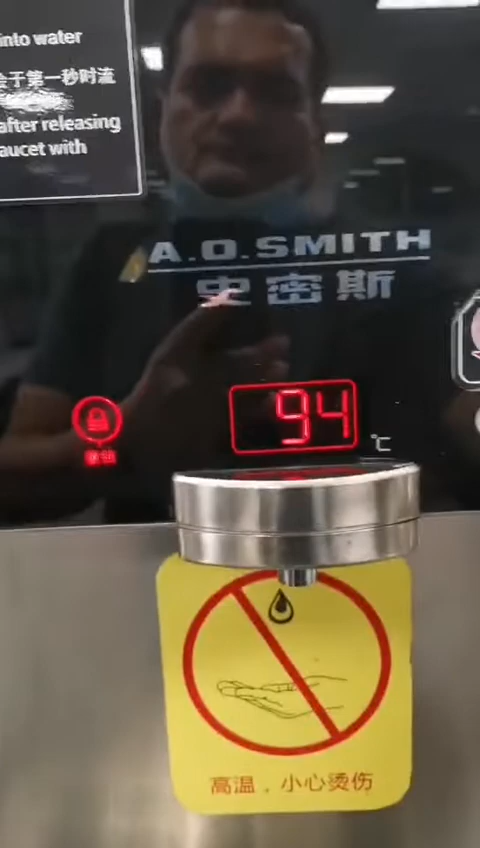 into water
会于第一秒时流
after releasing
aucet with
A.O.SMITH
史密斯
94
°C
高温，小心烫伤